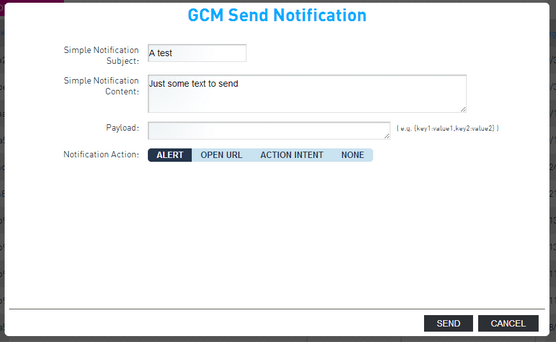 GCM Send Notification
Simple Notification
Subject:
A test
Simple Notification
Content:
Just some text to send
Payload:
( e.g. {key1:value1,key2:value2} )
Notification Action:
ALERT OPEN URL ACTION INTENT NONE
SEND CANCEL